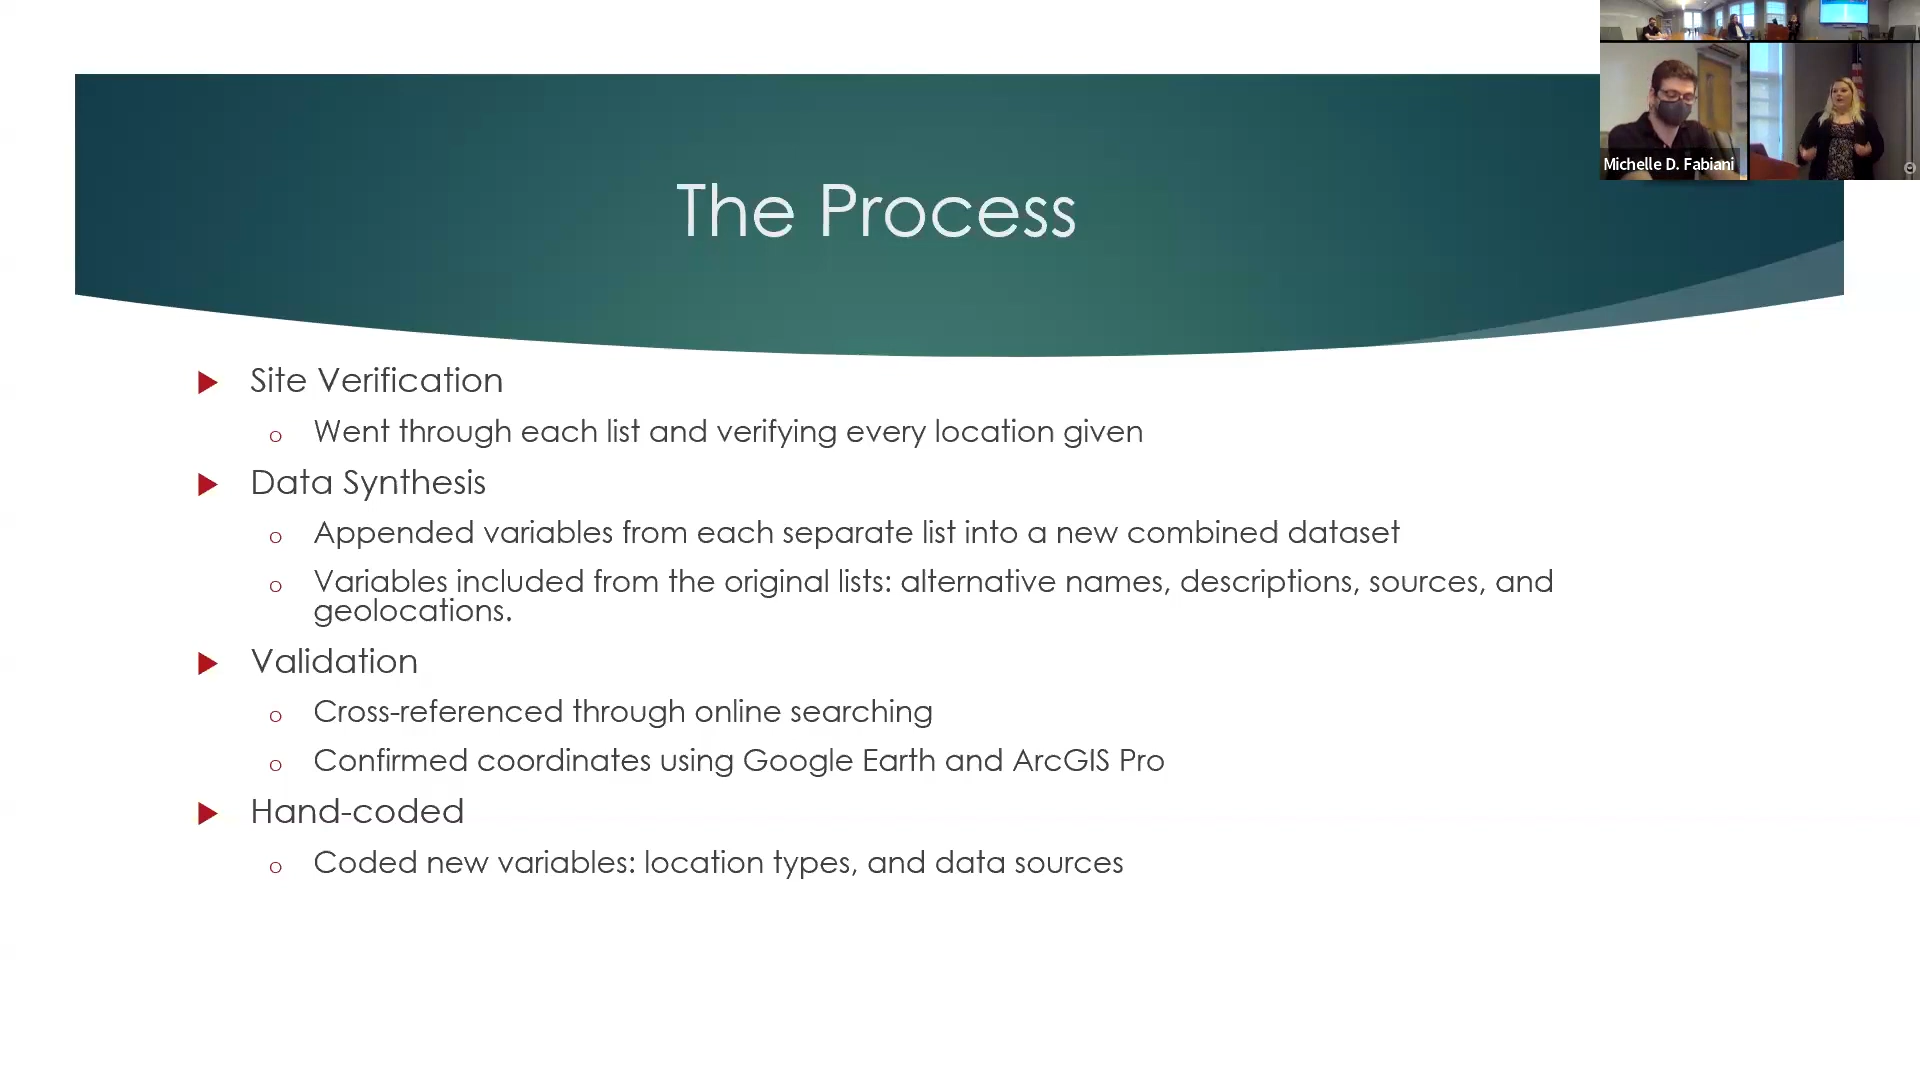 Michelle D. Fabiani
The Process
Site Verification
o Went through each list and verifying every location given
Data Synthesis
o Appended variables from each separate list into a new combined dataset
o Variables included from the original lists: alternative names, descriptions, sources, and
geolocations.
Validation
o Cross-referenced through online searching
o Confirmed coordinates using Google Earth and ArcGIS Pro
Hand-coded
o Coded new variables: location types, and data sources